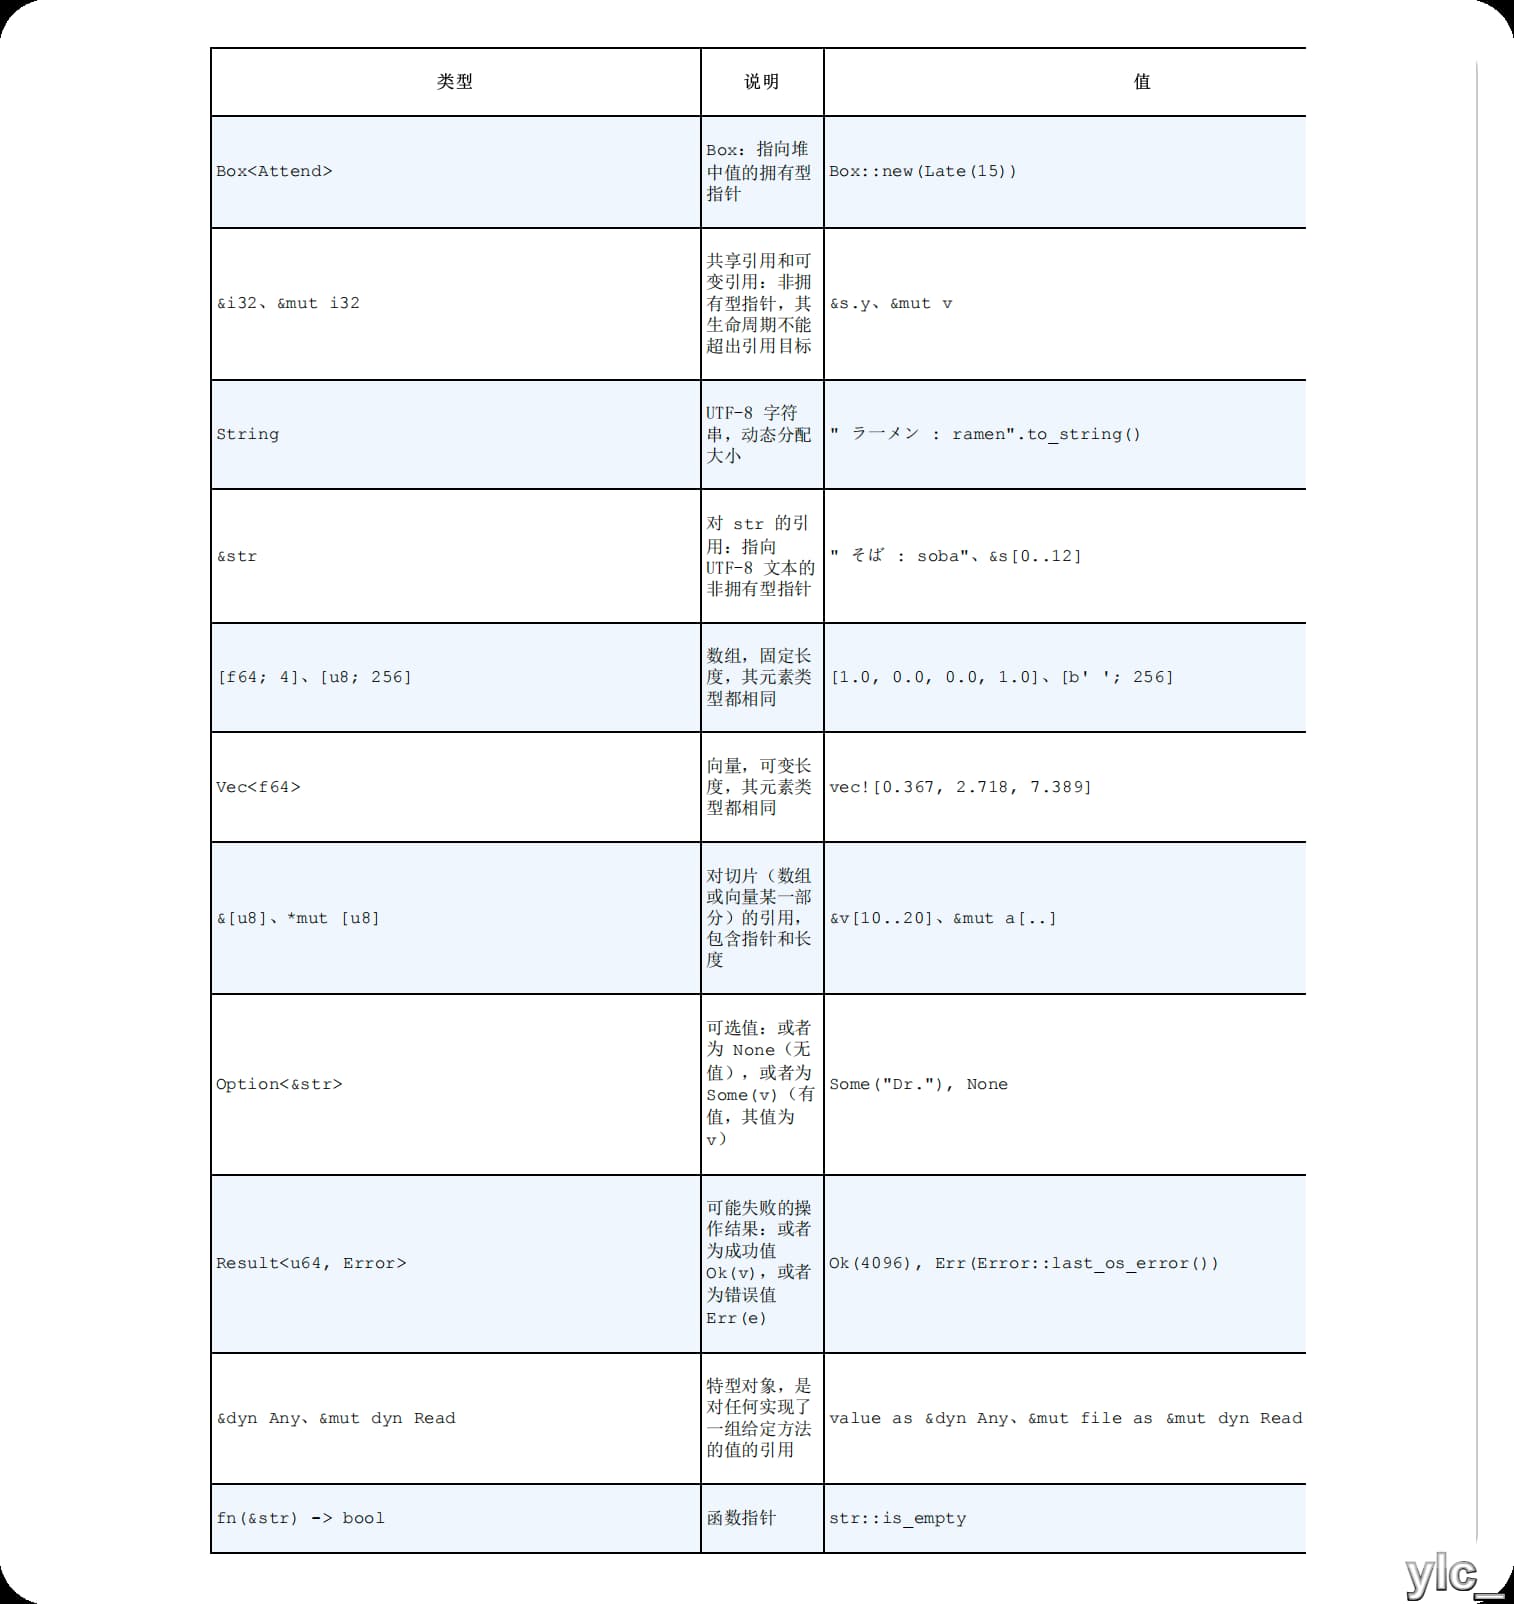 类型
说明
值
Box<Attend>
Box：指向堆
中值的拥有型
指针
Box::new(Late(15))
&i32、&mut i32
共享引用和可
变引用：非拥
有型指针，其
生命周期不能
超出引用目标
&s.y、&mut v
String
UTF-8 字符
串，动态分配
大小
" ラーメン : ramen".to_string()
&str
对 str 的引
用：指向
UTF-8 文本的
非拥有型指针
" そば : soba"、&s[0..12]
[f64; 4]、[u8; 256]
数组，固定长
度，其元素类
型都相同
[1.0, 0.0, 0.0, 1.0]、[b' '; 256]
Vec<f64>
向量，可变长
度，其元素类
型都相同
vec![0.367, 2.718, 7.389]
&[u8]、*mut [u8]
对切片（数组
或向量某一部
分）的引用，
包含指针和长
度
&v[10..20]、&mut a[..]
Option<&str>
可选值：或者
为 None（无
值），或者为
Some(v)（有
值，其值为
v）
Some("Dr."), None
Result<u64, Error>
可能失败的操
作结果：或者
为成功值
Ok(v)，或者
为错误值
Err(e)
Ok(4096), Err(Error::last_os_error())
&dyn Any、&mut dyn Read
特型对象，是
对任何实现了
一组给定方法
的值的引用
value as &dyn Any、&mut file as &mut dyn Read
fn(&str) -> bool
函数指针
str::is_empty
ylc_